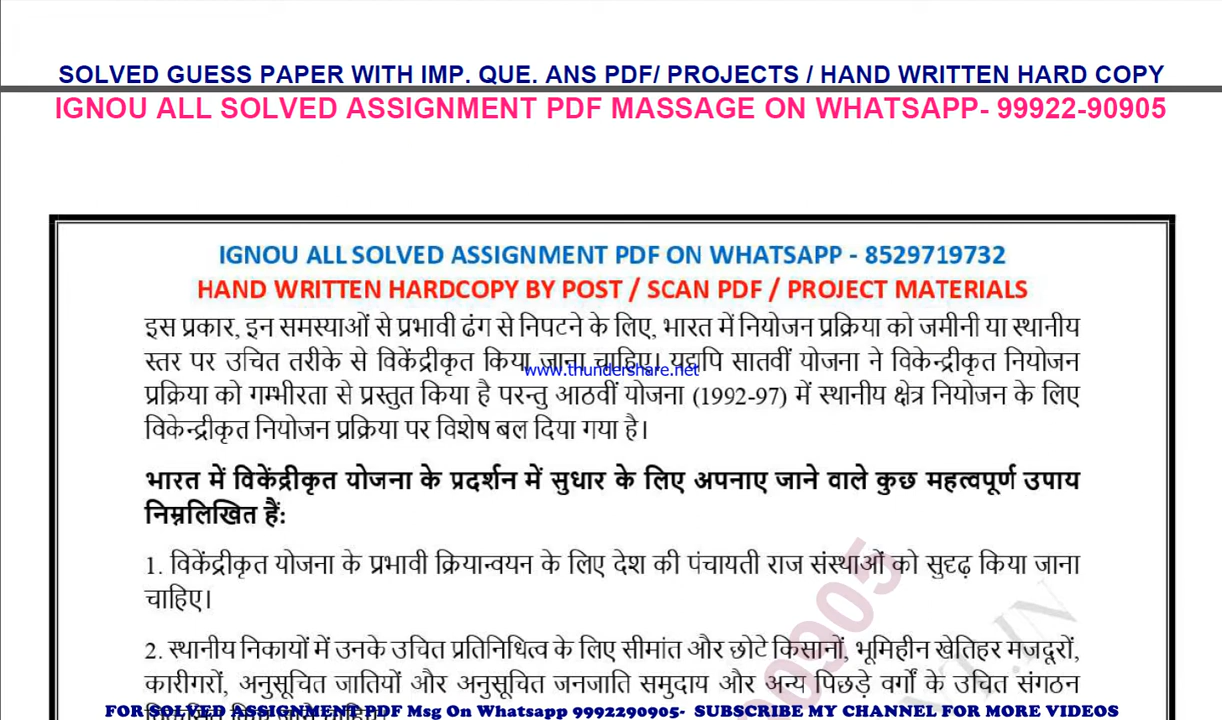 SOLVED GUESS PAPER WITH IMP. QUE. ANS PDF/ PROJECTS / HAND WRITTEN HARD COPY
IGNOU ALL SOLVED ASSIGNMENT PDF MASSAGE ON WHATSAPP- 99922-90905
IGNOU ALL SOLVED ASSIGNMENT PDF ON WHATSAPP - 8529719732
HAND WRITTEN HARDCOPY BY POST / SCAN PDF / PROJECT MATERIALS
इस प्रकार, इन समस्याओं से प्रभावी ढंग से निपटने के लिए, भारत में नियोजन प्रक्रिया को जमीनी या स्थानीय
स्तर पर उचित तरीके से विकेंद्रीकृत किया जाना चाहिए। यद्यपि सातवीं योजना ने विकेन्द्रीकृत नियोजन
www.thundershare.net
प्रक्रिया को गम्भीरता से प्रस्तुत किया है परन्तु आठवीं योजना (1992-97) में स्थानीय क्षेत्र नियोजन के लिए
विकेन्द्रीकृत नियोजन प्रक्रिया पर विशेष बल दिया गया है।
भारत में विकेंद्रीकृत योजना के प्रदर्शन में सुधार के लिए अपनाए जाने वाले कुछ महत्वपूर्ण उपाय
निम्नलिखित हैं:
1. विकेंद्रीकृत योजना के प्रभावी क्रियान्वयन के लिए देश की पंचायती राज संस्थाओं को सुदृढ़ किया जाना
चाहिए।
2. स्थानीय निकायों में उनके उचित प्रतिनिधित्व के लिए सीमांत और छोटे किसानों, भूमिहीन खेतिहर मजदूरों,
कारीगरों, अनुसूचित जातियों और अनुसूचित जनजाति समुदाय और अन्य पिछड़े वर्गों के उचित संगठन
FOR SOLVED ASSIGNMENT PDF Msg On Whatsapp 9992290905- SUBSCRIBE MY CHANNEL FOR MORE VIDEOS